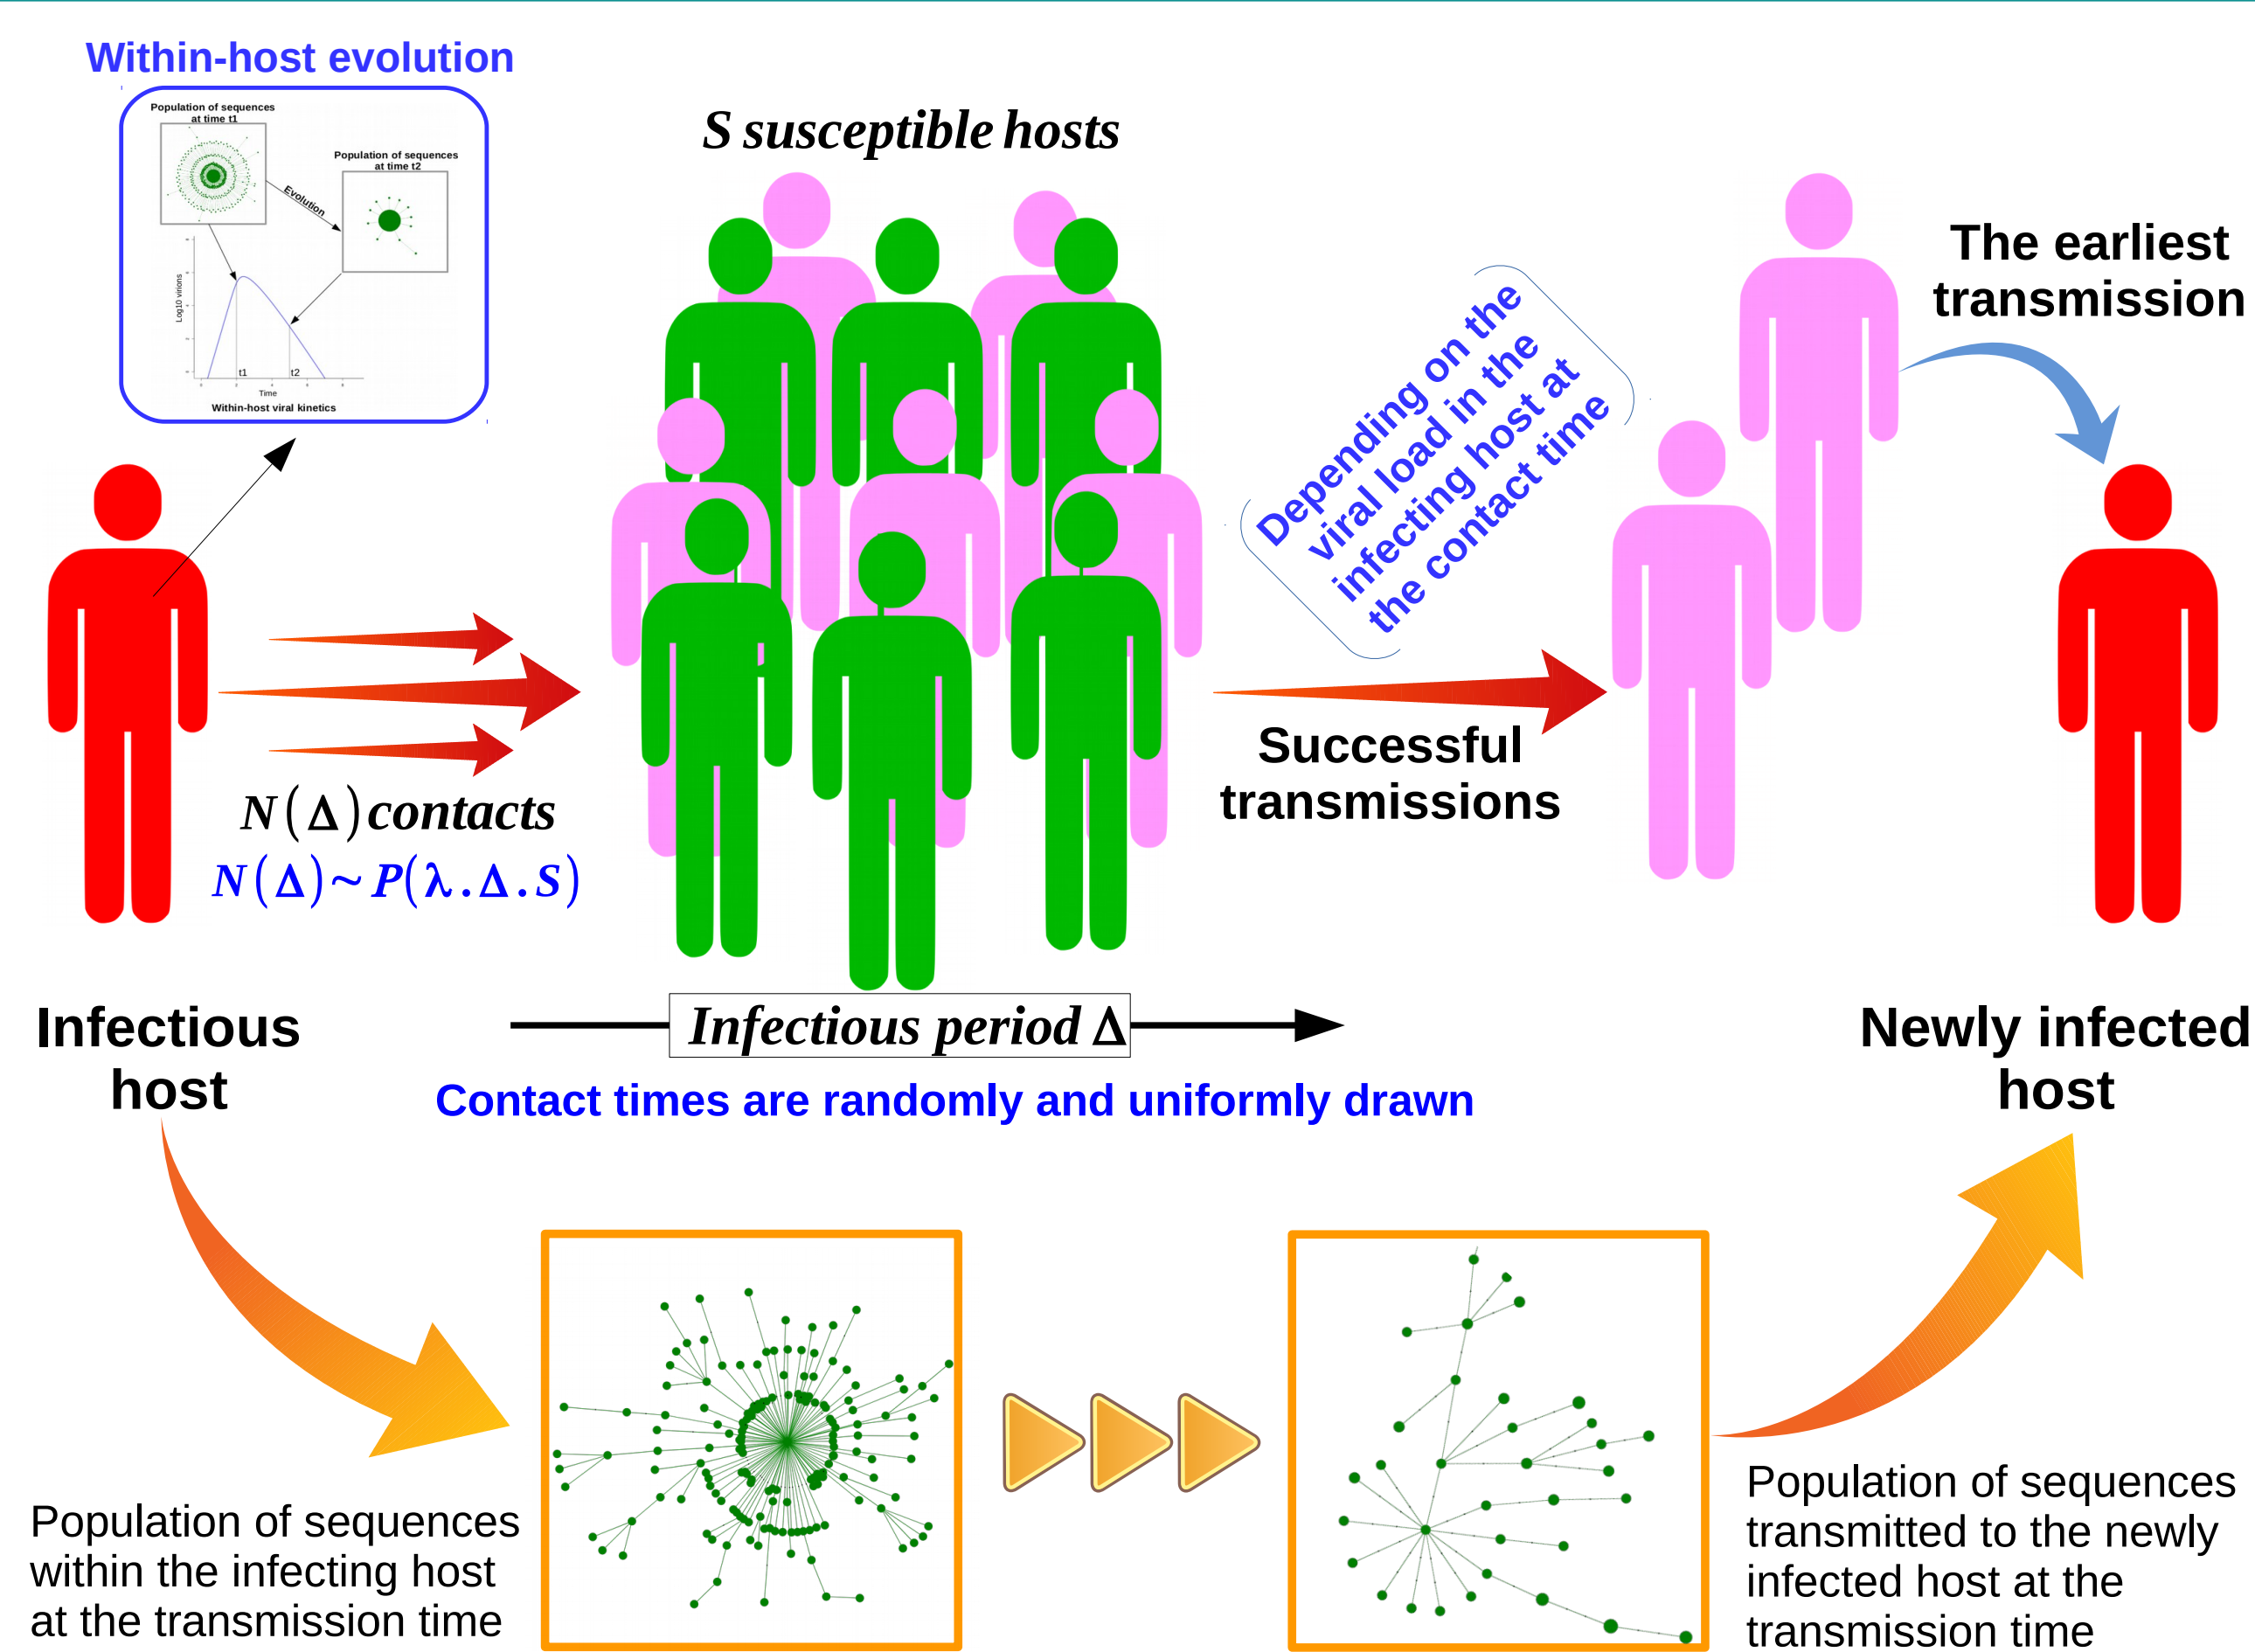 Within-host evolution
Population of sequences
at time t1
Population of sequences
at time t2
Evolution
Log10 virions
t1
t2
Time
Within-host viral kinetics
S susceptible hosts
Depending on the
viral load in the
infecting host at
the contact time
The earliest
transmission
N(Δ) contacts
N(Δ)~P(λ.Δ.S)
Successful
transmissions
Infectious
host
Infectious period Δ
Contact times are randomly and uniformly drawn
Newly infected
host
Population of sequences
within the infecting host
at the transmission time
Population of sequences
transmitted to the newly
infected host at the
transmission time